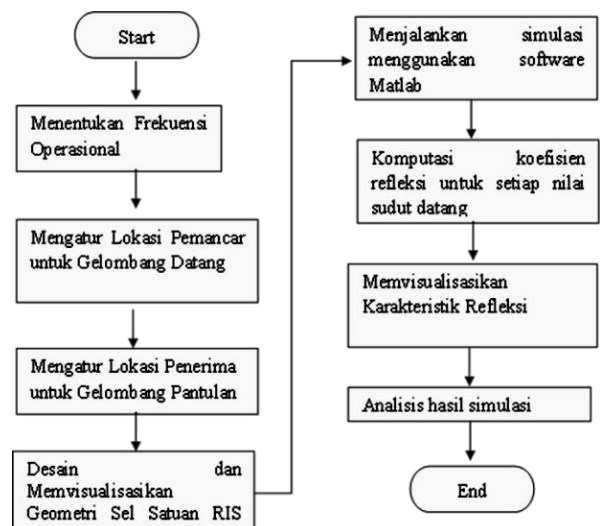 Start
Menentukan Frekuensi
Operasional
Mengatur Lokasi Pemancar
untuk Gelombang Datang
Mengatur Lokasi Penerima
untuk Gelombang Pantulan
Desain dan
Memvisualisasikan
Geometri Sel Satuan RIS
Menjalankan simulasi
menggunakan software
Matlab
Komputasi koefisien
refleksi untuk setiap nilai
sudut datang
Memvisualisasikan
Karakteristik Refleksi
Analisis hasil simulasi
End